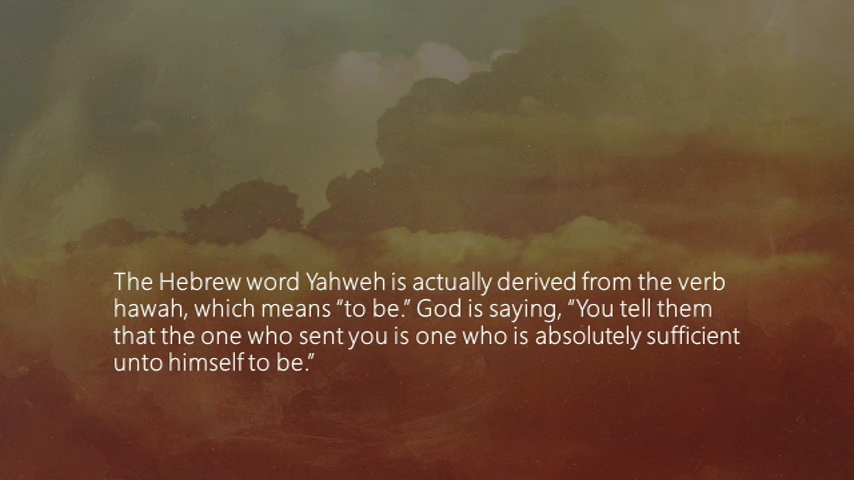 The Hebrew word Yahweh is actually derived from the verb
hawah, which means “to be.” God is saying, “You tell them
that the one who sent you is one who is absolutely sufficient
unto himself to be.”